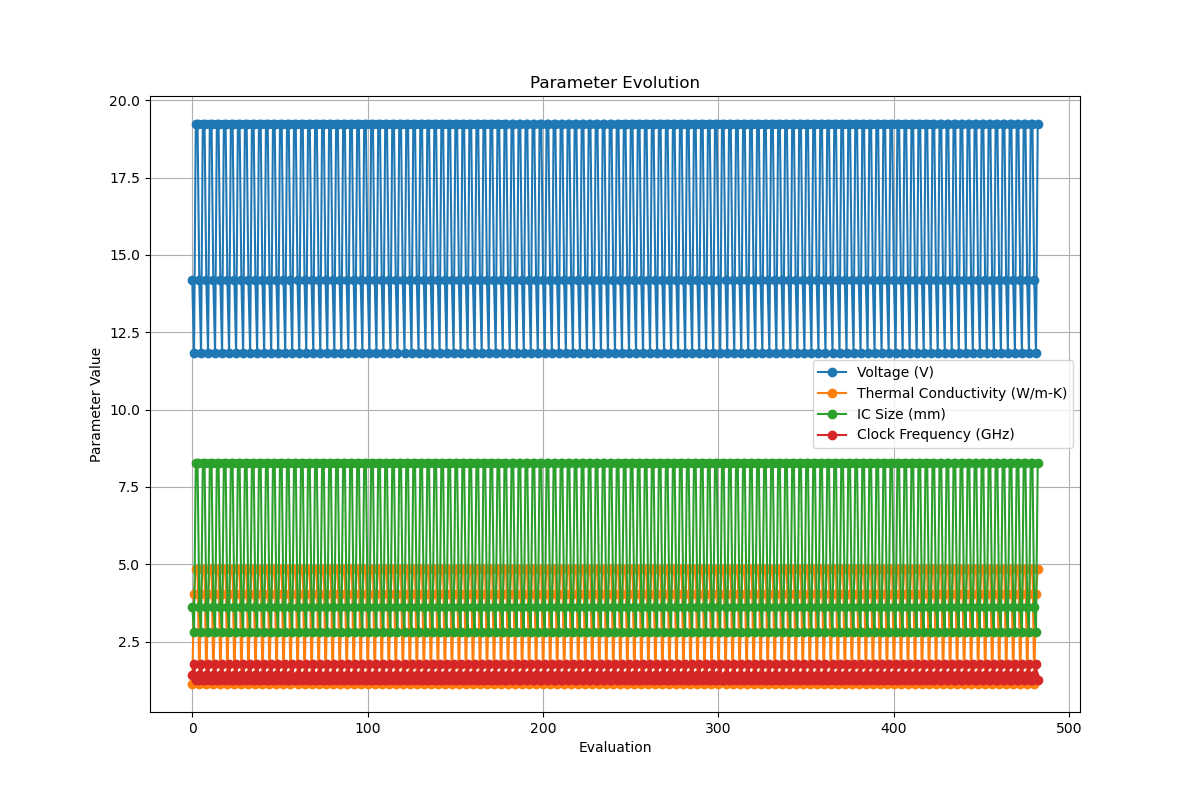 Parameter Evolution
20.0
17.5
15.0
12.5
10.0
7.5
5.0
2.5
Parameter Value
Voltage (V)
Thermal Conductivity (W/m-K)
IC Size (mm)
Clock Frequency (GHz)
0 100 200 300 400 500
Evaluation